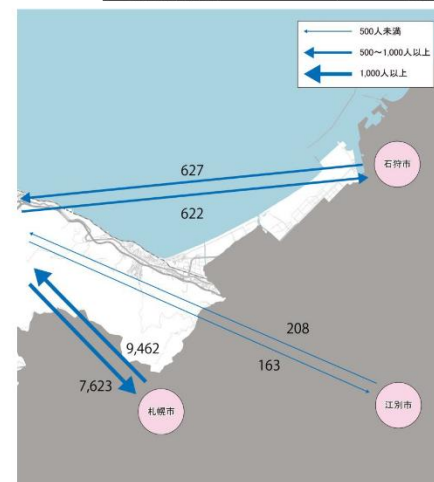 500人未満
500～1,000人以上
1,000人以上
石狩市
627
622
208
163
9,462
7,623
札幌市
江別市